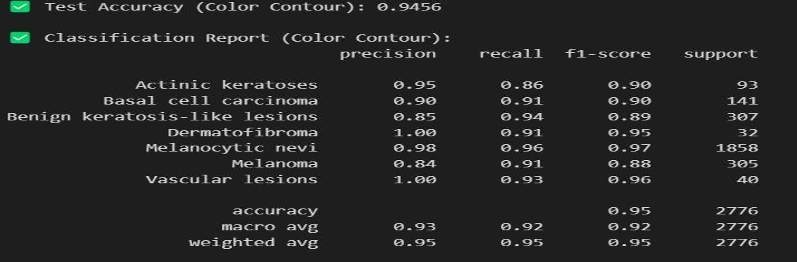 ✅ Test Accuracy (Color Contour): 0.9456
✅ Classification Report (Color Contour):
precision recall f1-score support
Actinic keratoses 0.95 0.86 0.90 93
Basal cell carcinoma 0.90 0.91 0.90 141
Benign keratosis-like lesions 0.85 0.94 0.89 307
Dermatofibroma 1.00 0.91 0.95 32
Melanocytic nevi 0.98 0.96 0.97 1858
Melanoma 0.84 0.91 0.88 305
Vascular lesions 1.00 0.93 0.96 40
accuracy 0.95 2776
macro avg 0.93 0.92 0.92 2776
weighted avg 0.95 0.95 0.95 2776